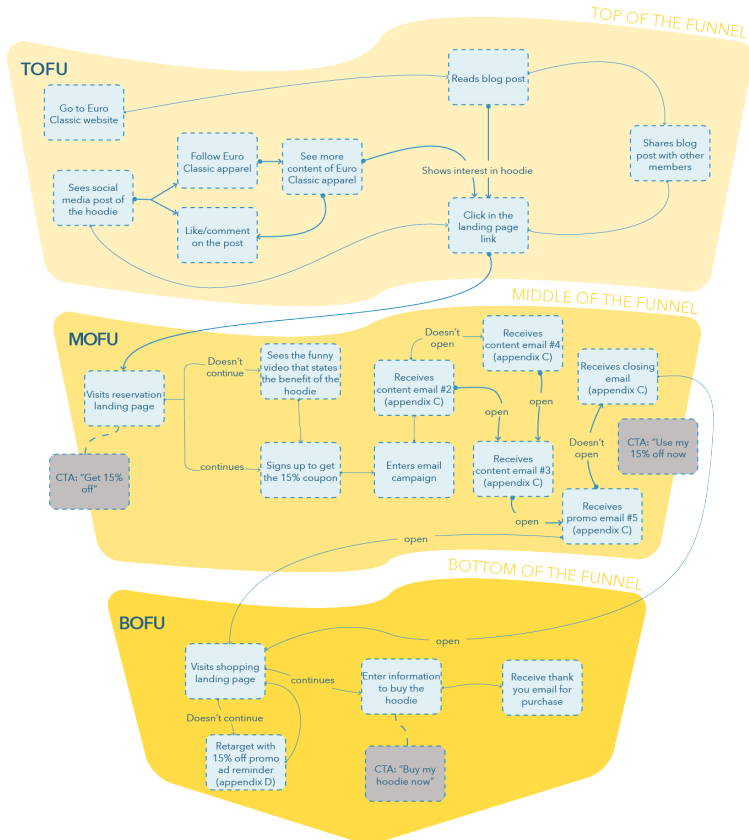 TOP OF THE FUNNEL
TOFU
Go to Euro
Classic website
Reads blog post
Follow Euro
Classic apparel
See more
content of Euro
Classic apparel
Shares blog
post with other
members
Sees social
media post of
the hoodie
Shows interest in hoodie
Like/comment
on the post
Click in the
landing page
link
MIDDLE OF THE FUNNEL
MOFU
Visits reservation
landing page
Doesn't
continue
Sees the funny
video that states
the benefit of the
hoodie
Doesn't
open
Receives
content email #4
(appendix C)
Receives
content email #2
(appendix C)
open
open
Receives closing
email
(appendix C)
CTA: "Get 15%
off"
continues
Signs up to get
the 15% coupon
Enters email
campaign
Receives
content email #3
(appendix C)
Doesn't
open
CTA: "Use my
15% off now
open
Receives
promo email #5
(appendix C)
open
BOTTOM OF THE FUNNEL
BOFU
open
Visits shopping
landing page
continues
Enter information
to buy the
hoodie
Receive thank
you email for
purchase
Doesn't continue
Retarget with
15% off promo
ad reminder
(appendix D)
CTA: "Buy my
hoodie now"